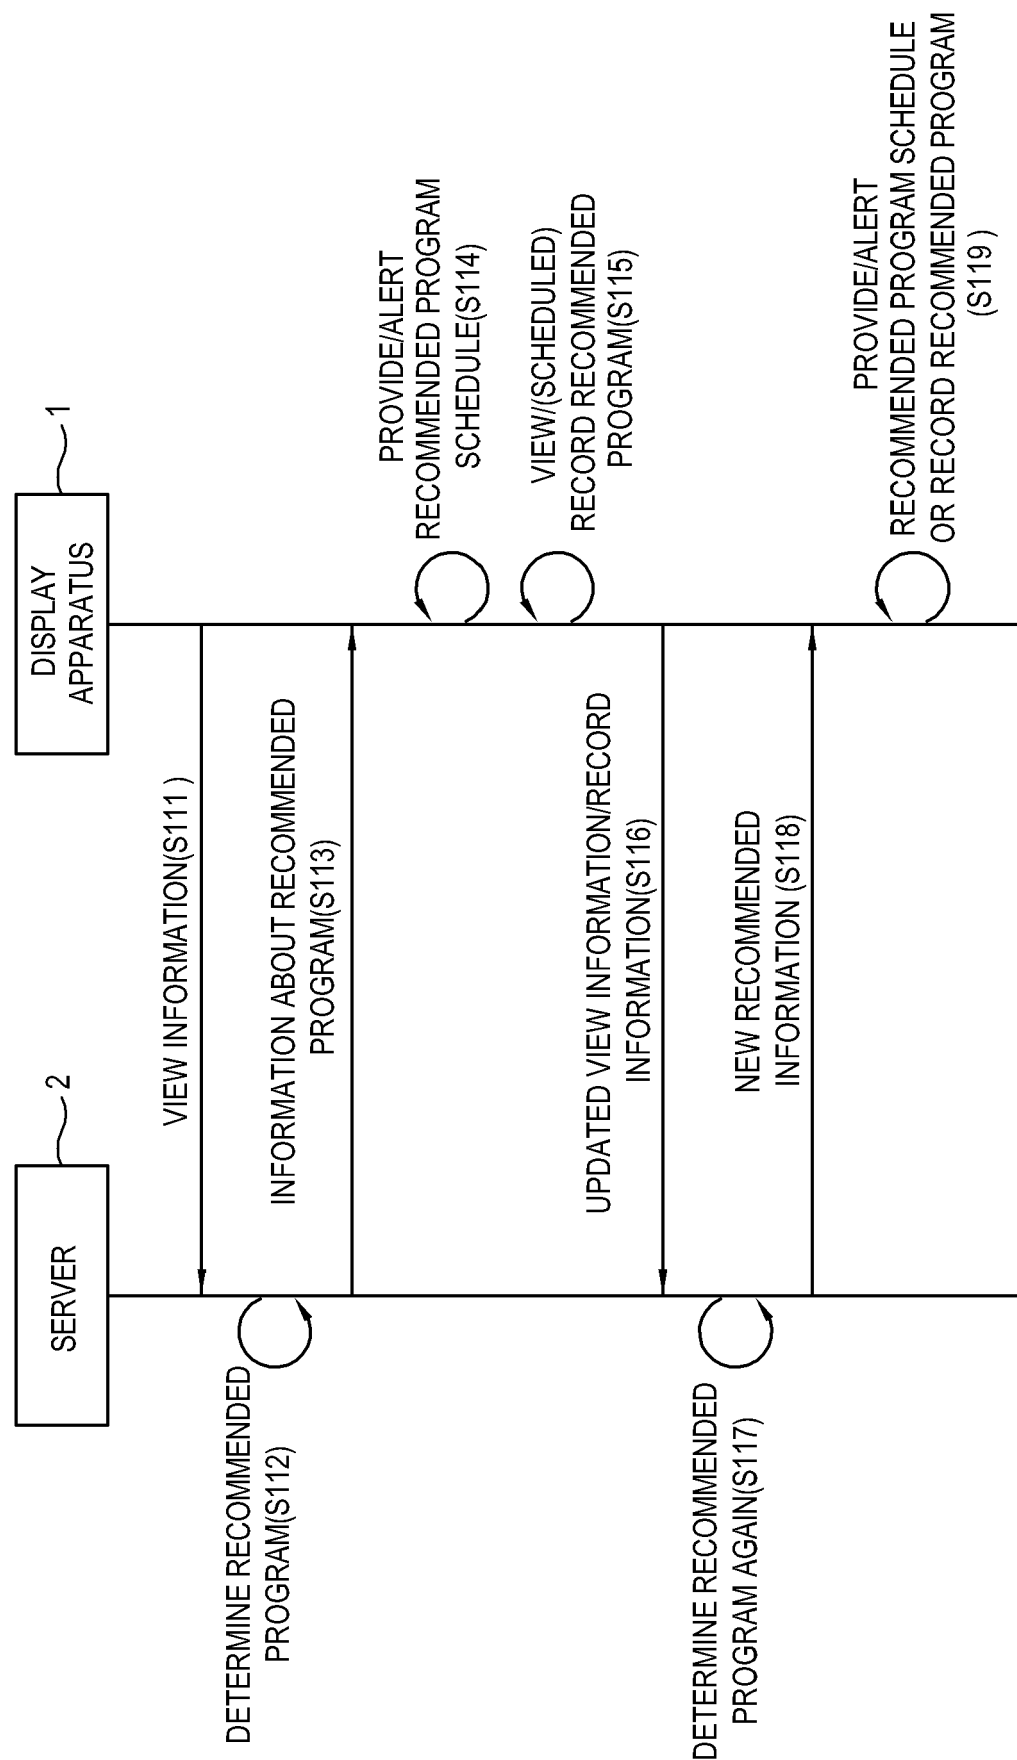 SERVER
2
DISPLAY
APPARATUS
1
VIEW INFORMATION(S111 )
DETERMINE RECOMMENDED
PROGRAM(S112)
INFORMATION ABOUT RECOMMENDED
PROGRAM(S113)
PROVIDE/ALERT
RECOMMENDED PROGRAM
SCHEDULE(S114)
VIEW/(SCHEDULED)
RECORD RECOMMENDED
PROGRAM(S115)
UPDATED VIEW INFORMATION/RECORD
INFORMATION(S116)
DETERMINE RECOMMENDED
PROGRAM AGAIN(S117)
NEW RECOMMENDED
INFORMATION (S118)
PROVIDE/ALERT
RECOMMENDED PROGRAM SCHEDULE
OR RECORD RECOMMENDED PROGRAM
(S119)